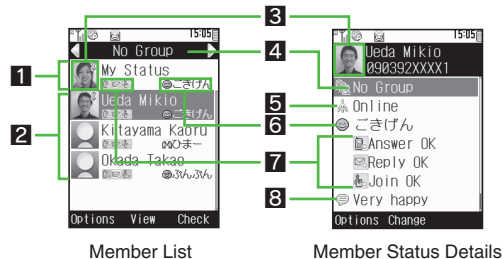 3
15:05
15:05
No Group
4
Ueda Mikio
090392XXXX1
1
My Status
ごきげん
No Group
2
Ueda Mikio
ごきげん
5
Online
6
ごきげん
Kitayama Kaoru
ひまー
7
Answer OK
Reply OK
Join OK
Okada Takao
ぷんぷん
8
Very happy
Options View Check
Options Change
Member List
Member Status Details